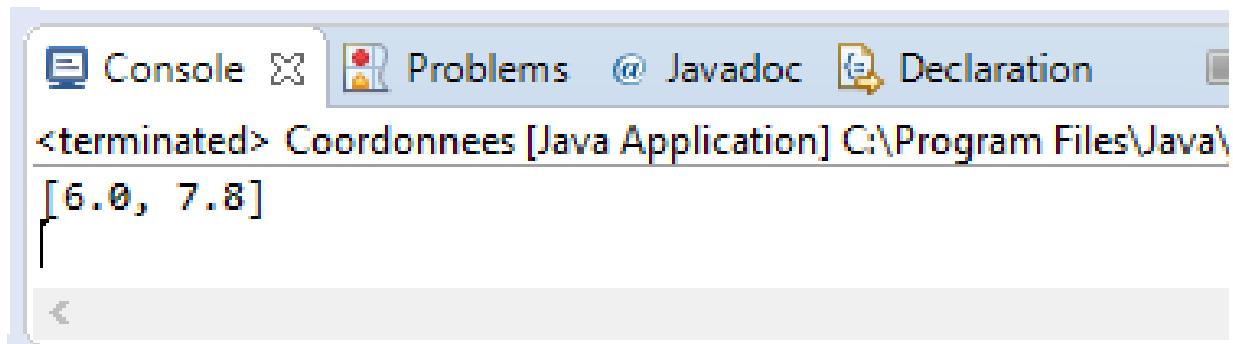 Console Problems @ Javadoc Declaration
<terminated> Coordonnees [Java Application] C:\Program Files\Java\
[6.0, 7.8]